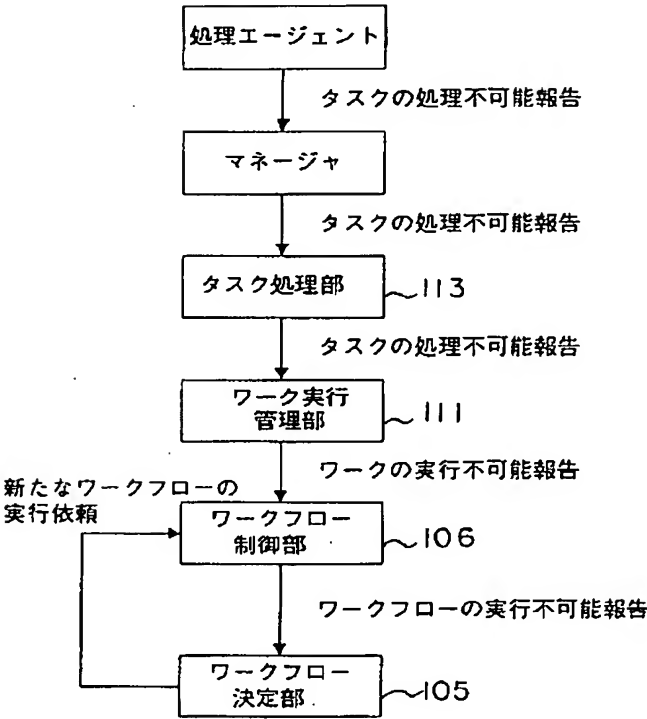 処理エージェント
タスクの処理不可能報告
マネージャ
タスクの処理不可能報告
タスク処理部
113
タスクの処理不可能報告
ワーク実行
管理部
111
ワークの実行不可能報告
新たなワークフローの
実行依頼
ワークフロー
制御部
106
ワークフローの実行不可能報告
ワークフロー
決定部
105